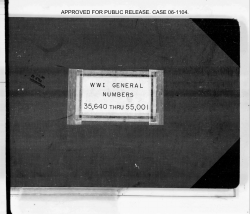 APPROVED FOR PUBLIC RELEASE. CASE 06-1104.
WWI GENERAL
NUMBERS
35,640 THRU 55,001